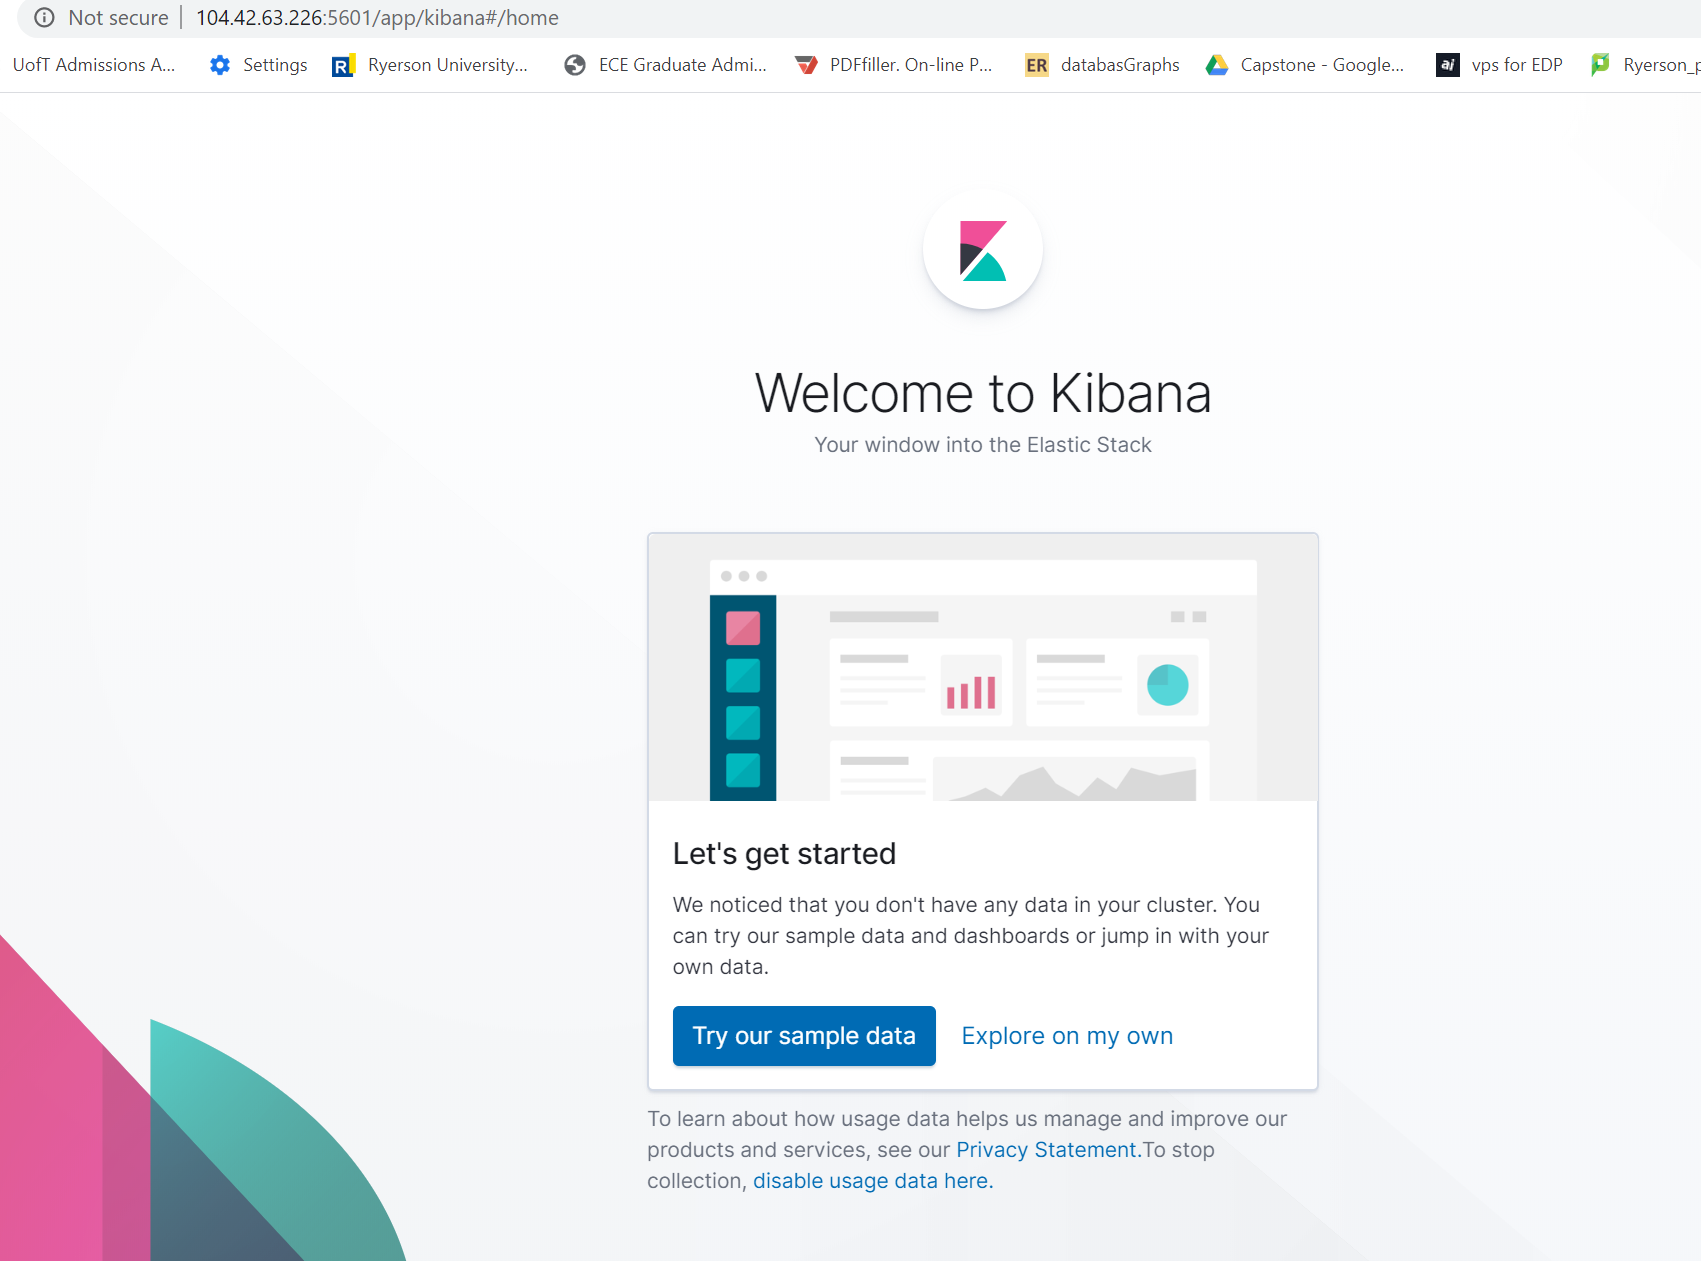 Not secure | 104.42.63.226:5601/app/kibana#/home
UofT Admissions A... Settings Ryerson University... ECE Graduate Admi... PDFfiller. On-line P... ER databasGraphs Capstone - Google... ai vps for EDP Ryerson_p
Welcome to Kibana
Your window into the Elastic Stack
Let's get started
We noticed that you don't have any data in your cluster. You
can try our sample data and dashboards or jump in with your
own data.
Try our sample data Explore on my own
To learn about how usage data helps us manage and improve our
products and services, see our Privacy Statement.To stop
collection, disable usage data here.